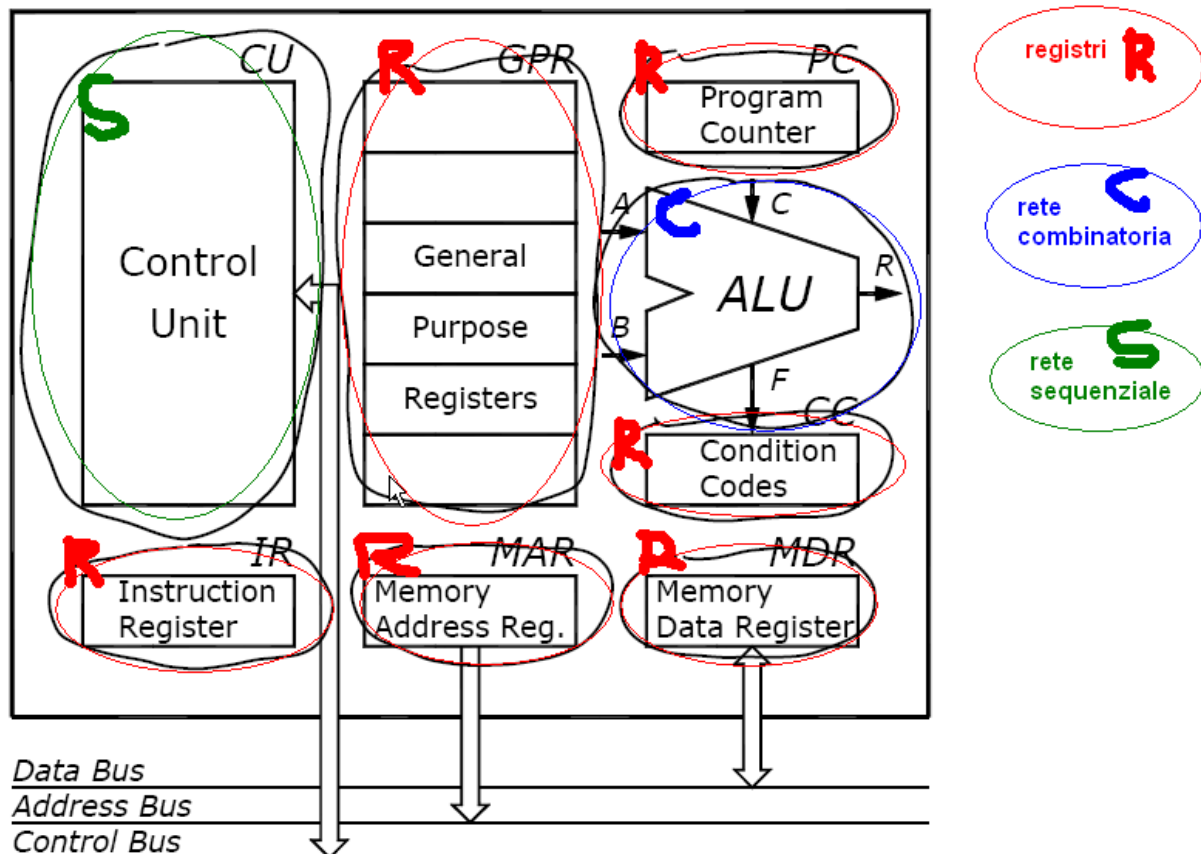 CU
S
Control
Unit
R
GPR
General
Purpose
Registers
R
PC
Program
Counter
A
B
C
C
ALU
R
F
CC
R
Condition
Codes
R
IR
Instruction
Register
R
MAR
Memory
Address Reg.
R
MDR
Memory
Data Register
Data Bus
Address Bus
Control Bus
registri R
rete C
combinatoria
rete S
sequenziale